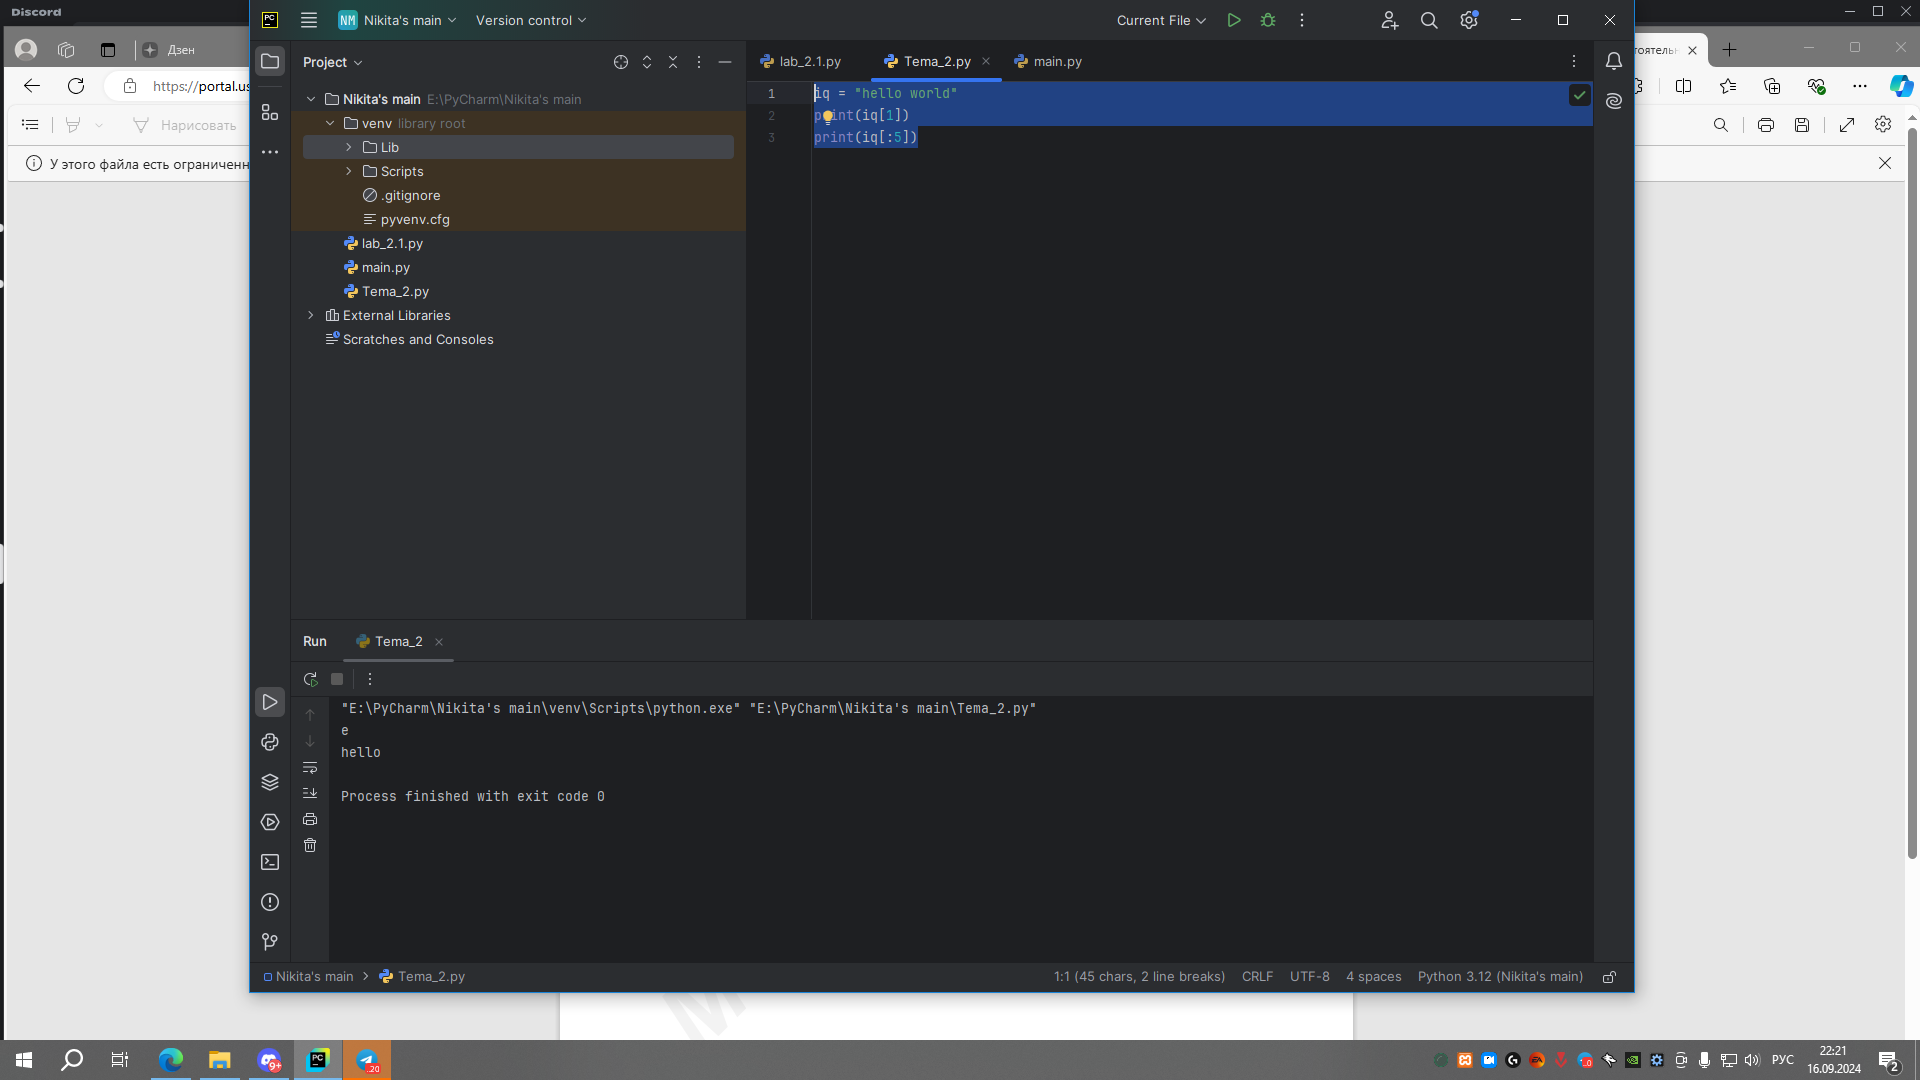 Discord
Дзен
https://portal.us
Нарисовать
У этого файла есть ограниченн
PC
NM Nikita's main
Version control
Current File
Project
Nikita's main E:\PyCharm\Nikita's main
venv library root
Lib
Scripts
.gitignore
pyvenv.cfg
lab_2.1.py
main.py
Tema_2.py
External Libraries
Scratches and Consoles
lab_2.1.py
Tema_2.py
main.py
1 iq = "hello world"
2 print(iq[1])
3 print(iq[:5])
Run
Tema_2
"E:\PyCharm\Nikita's main\venv\Scripts\python.exe" "E:\PyCharm\Nikita's main\Tema_2.py"
e
hello
Process finished with exit code 0
Nikita's main
Tema_2.py
1:1 (45 chars, 2 line breaks)
CRLF
UTF-8
4 spaces
Python 3.12 (Nikita's main)
9+
PC
20
EA
РУС
22:21
16.09.2024
2